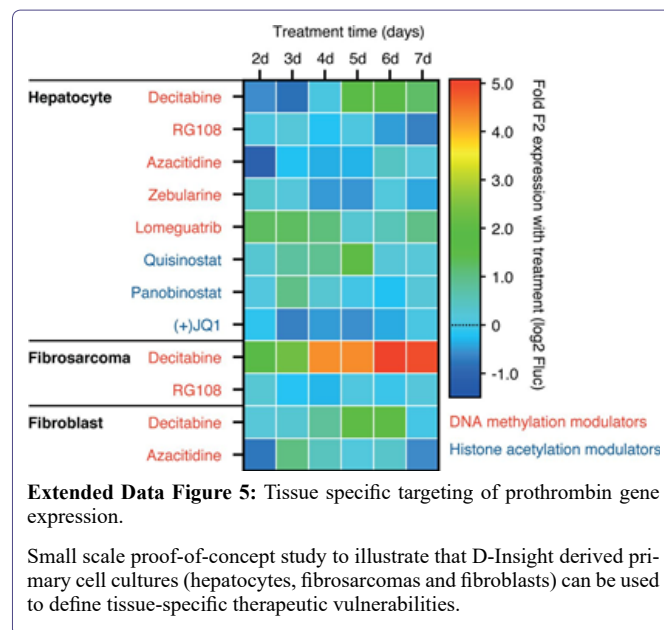 Treatment time (days)
2d 3d 4d 5d 6d 7d
Hepatocyte Decitabine
RG108
Azacitidine
Zebularine
Lomeguatrib
Quisinostat
Panobinostat
(+)JQ1
Fibrosarcoma Decitabine
RG108
Fibroblast Decitabine
Azacitidine
5.0
4.0
3.0
2.0
1.0
0
-1.0
Fold F2 expression with treatment (log2 Fluc)
DNA methylation modulators
Histone acetylation modulators
Extended Data Figure 5: Tissue specific targeting of prothrombin gene
expression.
Small scale proof-of-concept study to illustrate that D-Insight derived pri-
mary cell cultures (hepatocytes, fibrosarcomas and fibroblasts) can be used
to define tissue-specific therapeutic vulnerabilities.